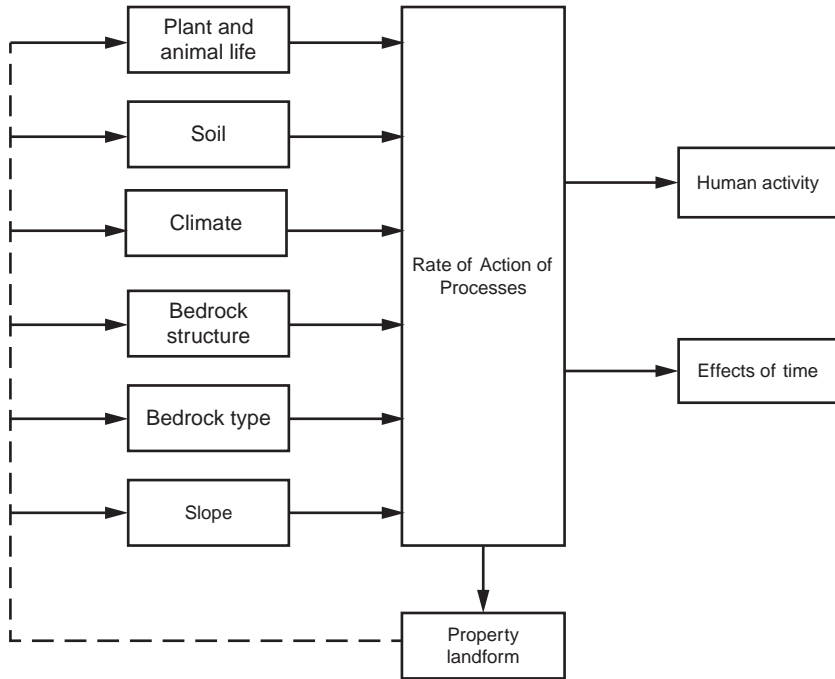 Plant and
animal life
Soil
Climate
Bedrock
structure
Bedrock type
Slope
Rate of Action of
Processes
Human activity
Effects of time
Property
landform